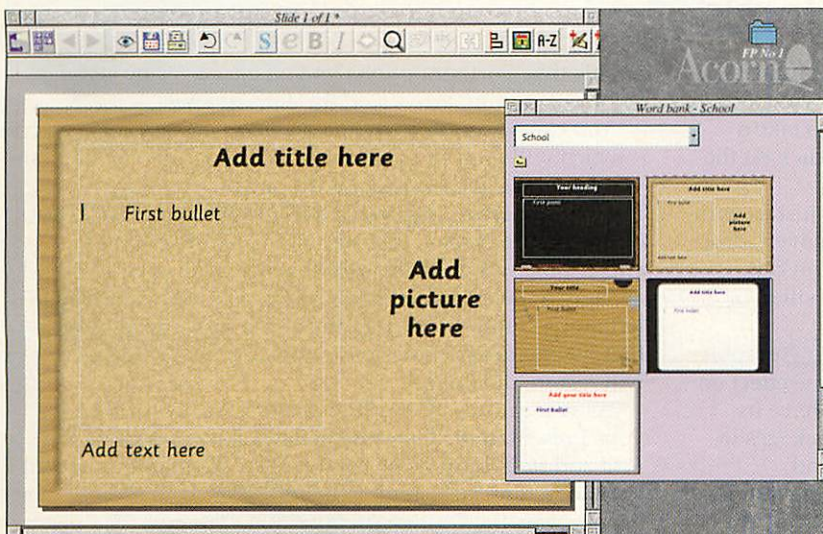 Slide 1 of 1 *
S e B I
A-Z
FP No 1
Acorn
Word bank - School
School
Add title here
First bullet
Add
picture
here
Add text here
Your heading
First point
Add title here
First bullet
Add
picture
here
Add text here
Your title
First bullet
Add title here
First bullet
Add your title here
First Bullet